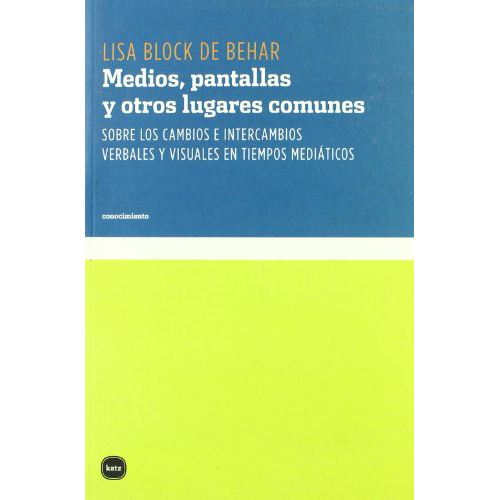 LISA BLOCK DE BEHAR
Medios, pantallas
y otros lugares comunes
SOBRE LOS CAMBIOS E INTERCAMBIOS
VERBALES Y VISUALES EN TIEMPOS MEDIÁTICOS
conocimiento
katz